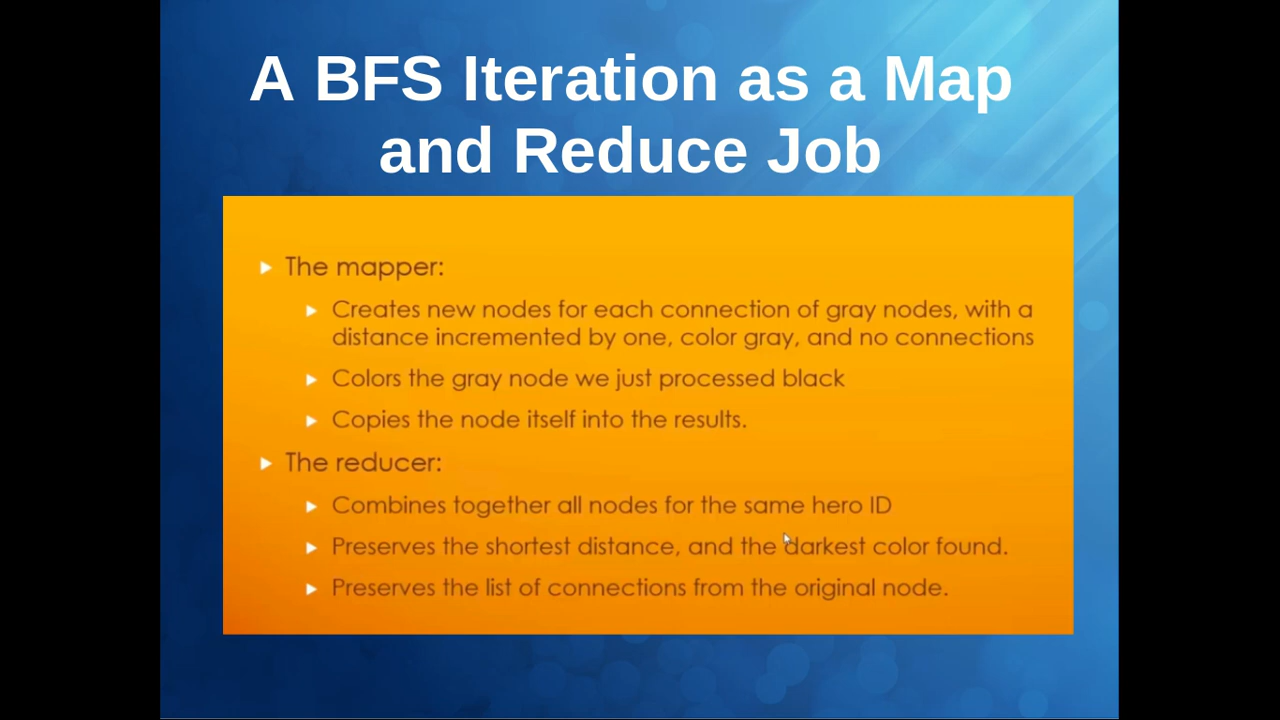 A BFS Iteration as a Map
and Reduce Job
The mapper:
Creates new nodes for each connection of gray nodes, with a
distance incremented by one, color gray, and no connections
Colors the gray node we just processed black
Copies the node itself into the results.
The reducer:
Combines together all nodes for the same hero ID
Preserves the shortest distance, and the darkest color found.
Preserves the list of connections from the original node.